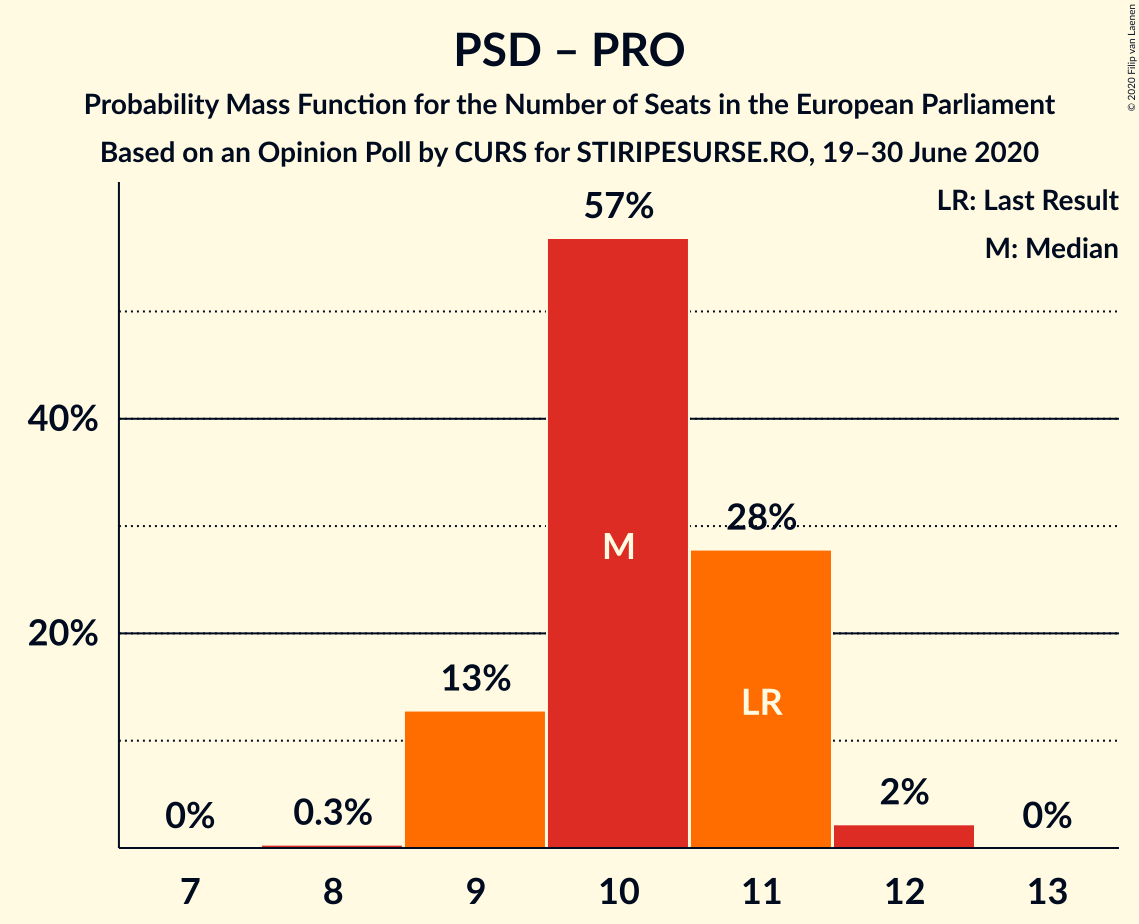 PSD – PRO
Probability Mass Function for the Number of Seats in the European Parliament
Based on an Opinion Poll by CURS for STIRIPESURSE.RO, 19–30 June 2020
© 2020 Filip van Laenen
LR: Last Result
M: Median
57%
40%
28%
M
20%
13%
LR
0%
0.3%
2%
0%
7
8
9
10
11
12
13